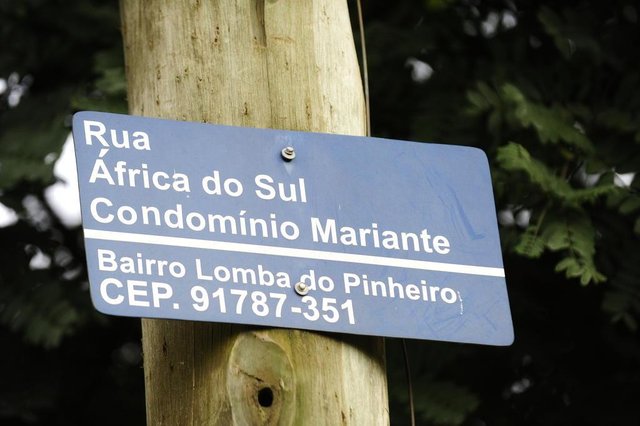 Rua
África do Sul
Condomínio Mariante
Bairro Lomba do Pinheiro
CEP. 91787-351